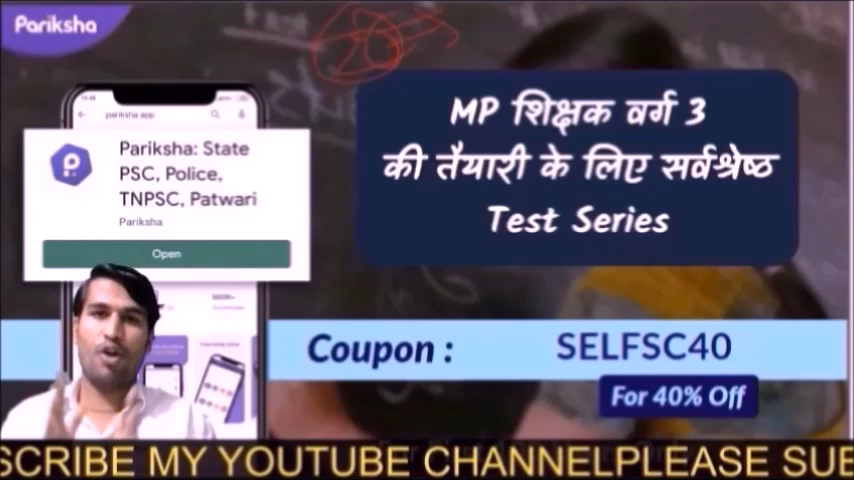 Pariksha
pariksha app
Pariksha: State
PSC, Police,
TNPSC, Patwari
Pariksha
Open
MP शिक्षक वर्ग 3
की तैयारी के लिए सर्वश्रेष्ठ
Test Series
Coupon :
SELFSC40
For 40% Off
SCRIBE MY YOUTUBE CHANNELPLEASE SUB